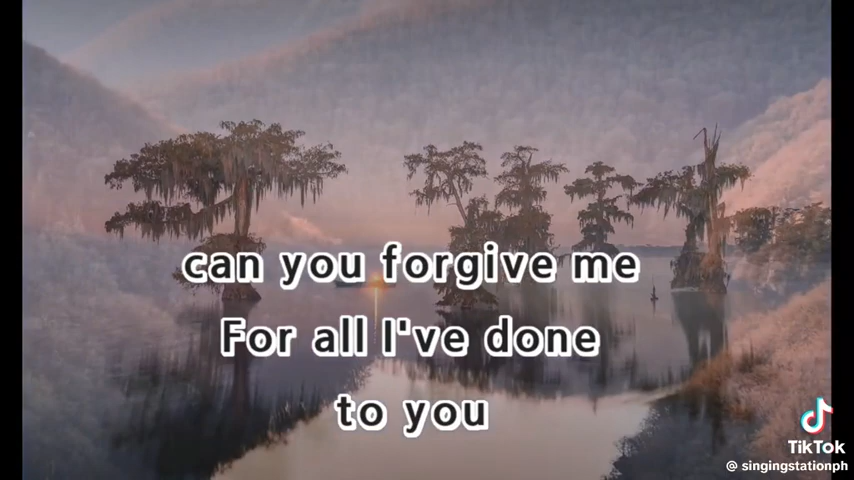 can you forgive me
For all I've done
to you
TikTok
@ singingstationph